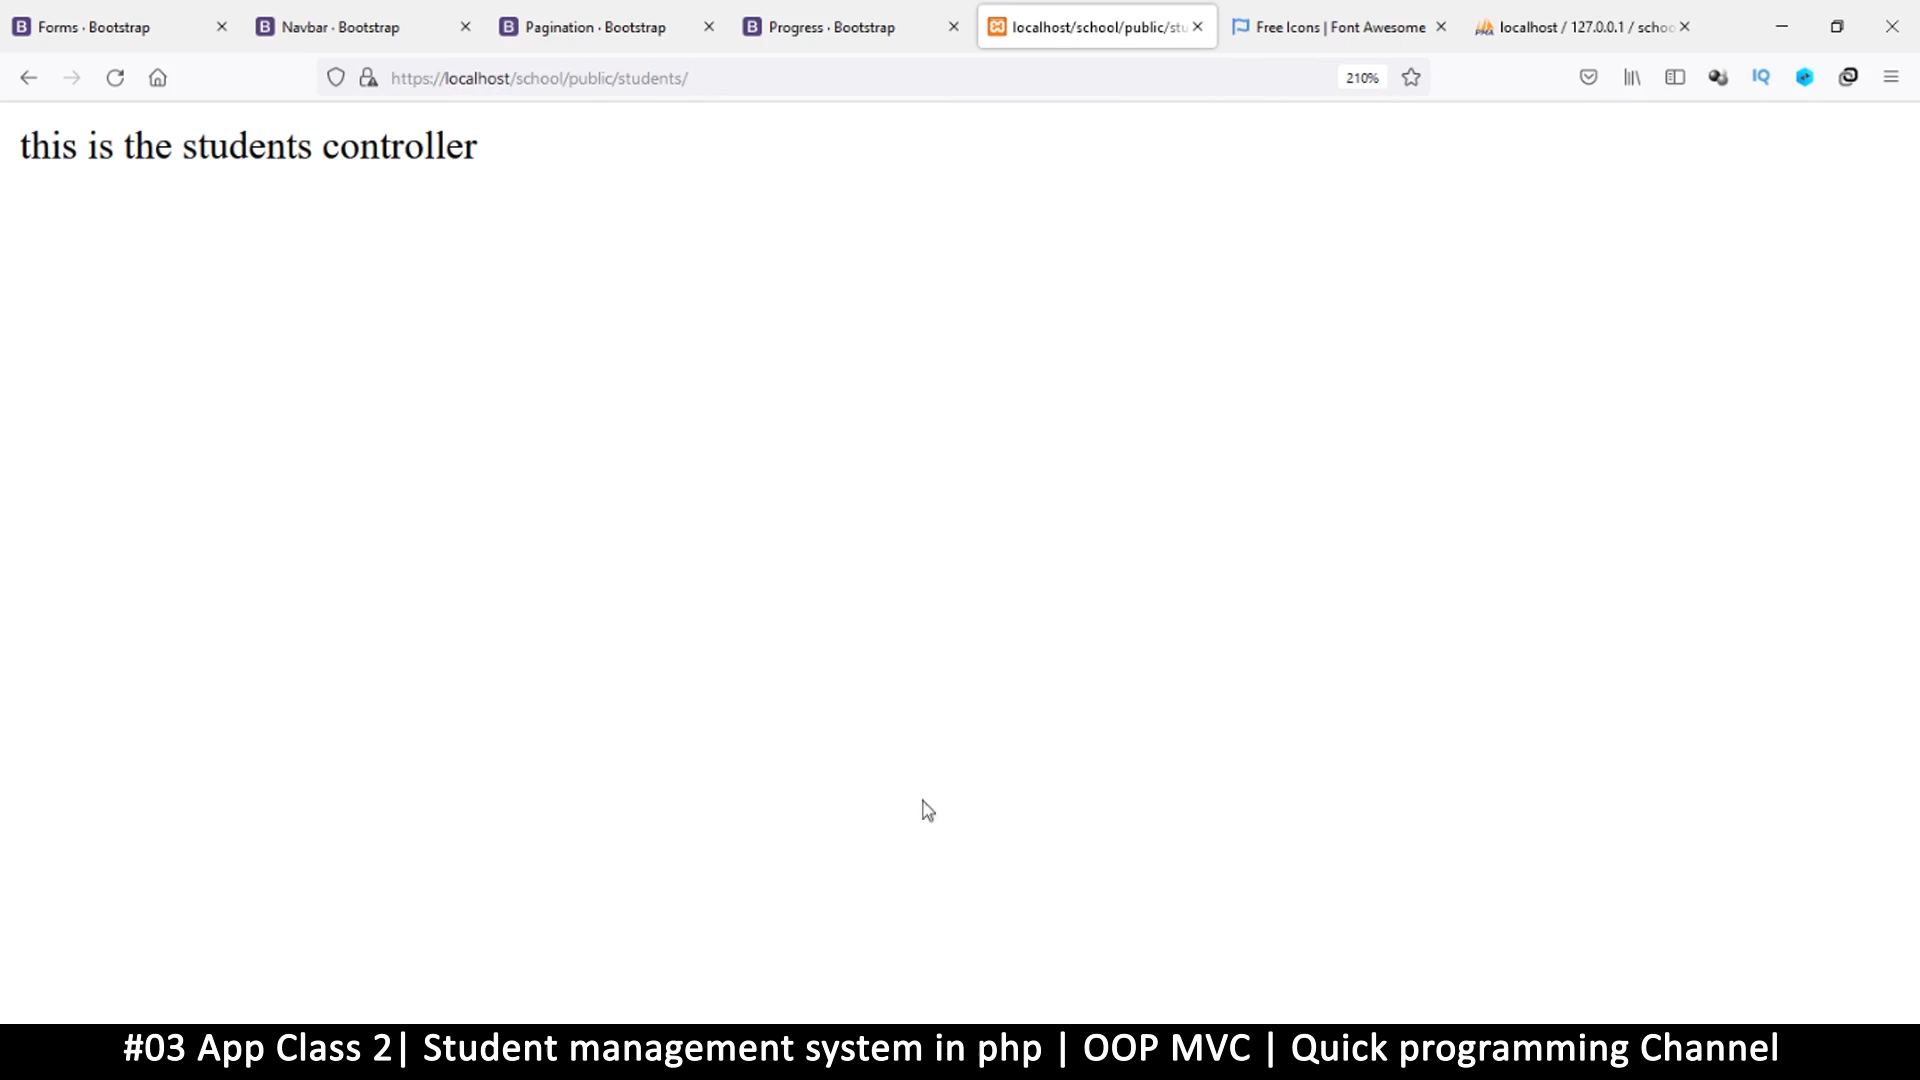 Forms · Bootstrap
Navbar · Bootstrap
Pagination · Bootstrap
Progress · Bootstrap
localhost/school/public/stu
Free Icons | Font Awesome
localhost / 127.0.0.1 / schoo
https://localhost/school/public/students/
210%
IQ
this is the students controller
#03 App Class 2| Student management system in php | OOP MVC | Quick programming Channel